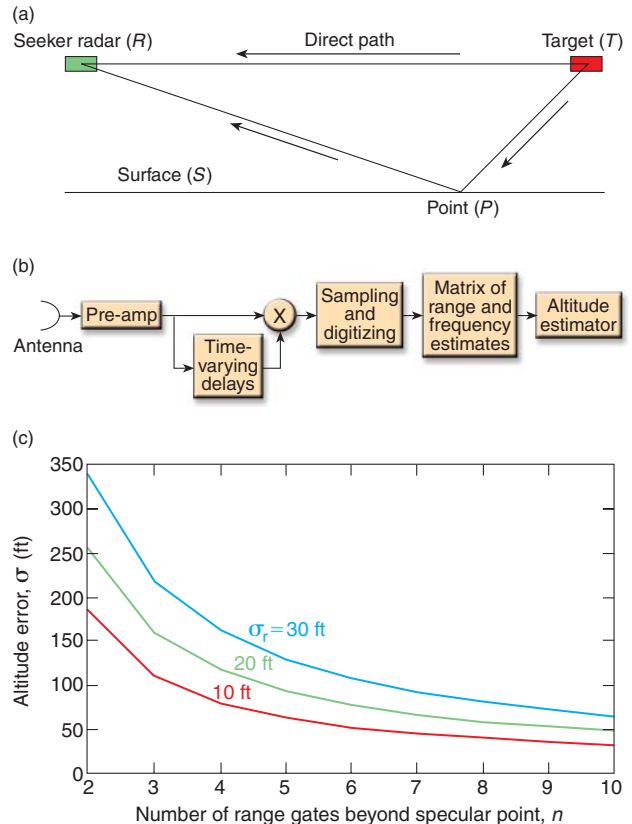 (a)
Seeker radar (R)
Direct path
Target (T)
Surface (S)
Point (P)
(b)
Antenna
Pre-amp
Time-
varying
delays
X
Sampling
and
digitizing
Matrix of
range and
frequency
estimates
Altitude
estimator
(c)
Altitude error, σ (ft)
350
300
250
200
150
100
50
0
σr = 30 ft
20 ft
10 ft
2 3 4 5 6 7 8 9 10
Number of range gates beyond specular point, n